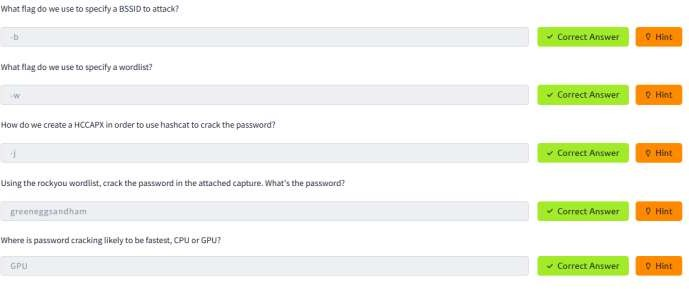 What flag do we use to specify a BSSID to attack?
-b ✓ Correct Answer Hint
What flag do we use to specify a wordlist?
-w ✓ Correct Answer Hint
How do we create a HCCAPX in order to use hashcat to crack the password?
-j ✓ Correct Answer Hint
Using the rockyou wordlist, crack the password in the attached capture. What's the password?
greeneggsandham ✓ Correct Answer Hint
Where is password cracking likely to be fastest, CPU or GPU?
GPU ✓ Correct Answer Hint